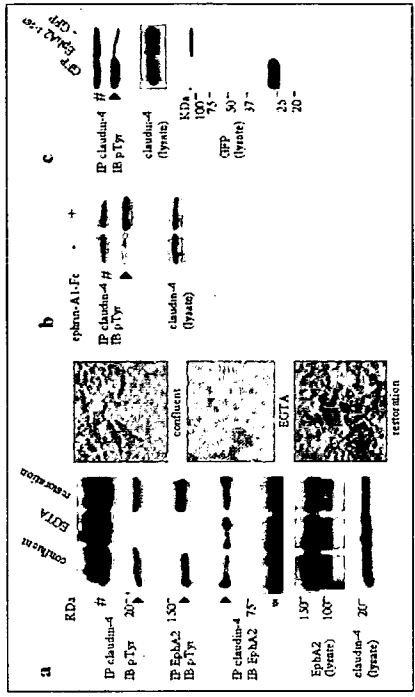 a
confluent
EGTA
restoration
KDa
#
IP claudin-4
IB pTyr
20-
150-
IP EphA2
IB pTyr
IP claudin-4
IB EphA2
75-
*
150-
100-
EphA2
(lysate)
20-
claudin-4
(lysate)
confluent
EGTA
restoration
b
ephrin-A1-Fc - +
IP claudin-4 #
IB pTyr
claudin-4
(lysate)
c
GFP
- GFP
IP claudin-4 #
IB pTyr
claudin-4
(lysate)
KDa
100-
75-
50-
37-
25
20-
GFP
(lysate)